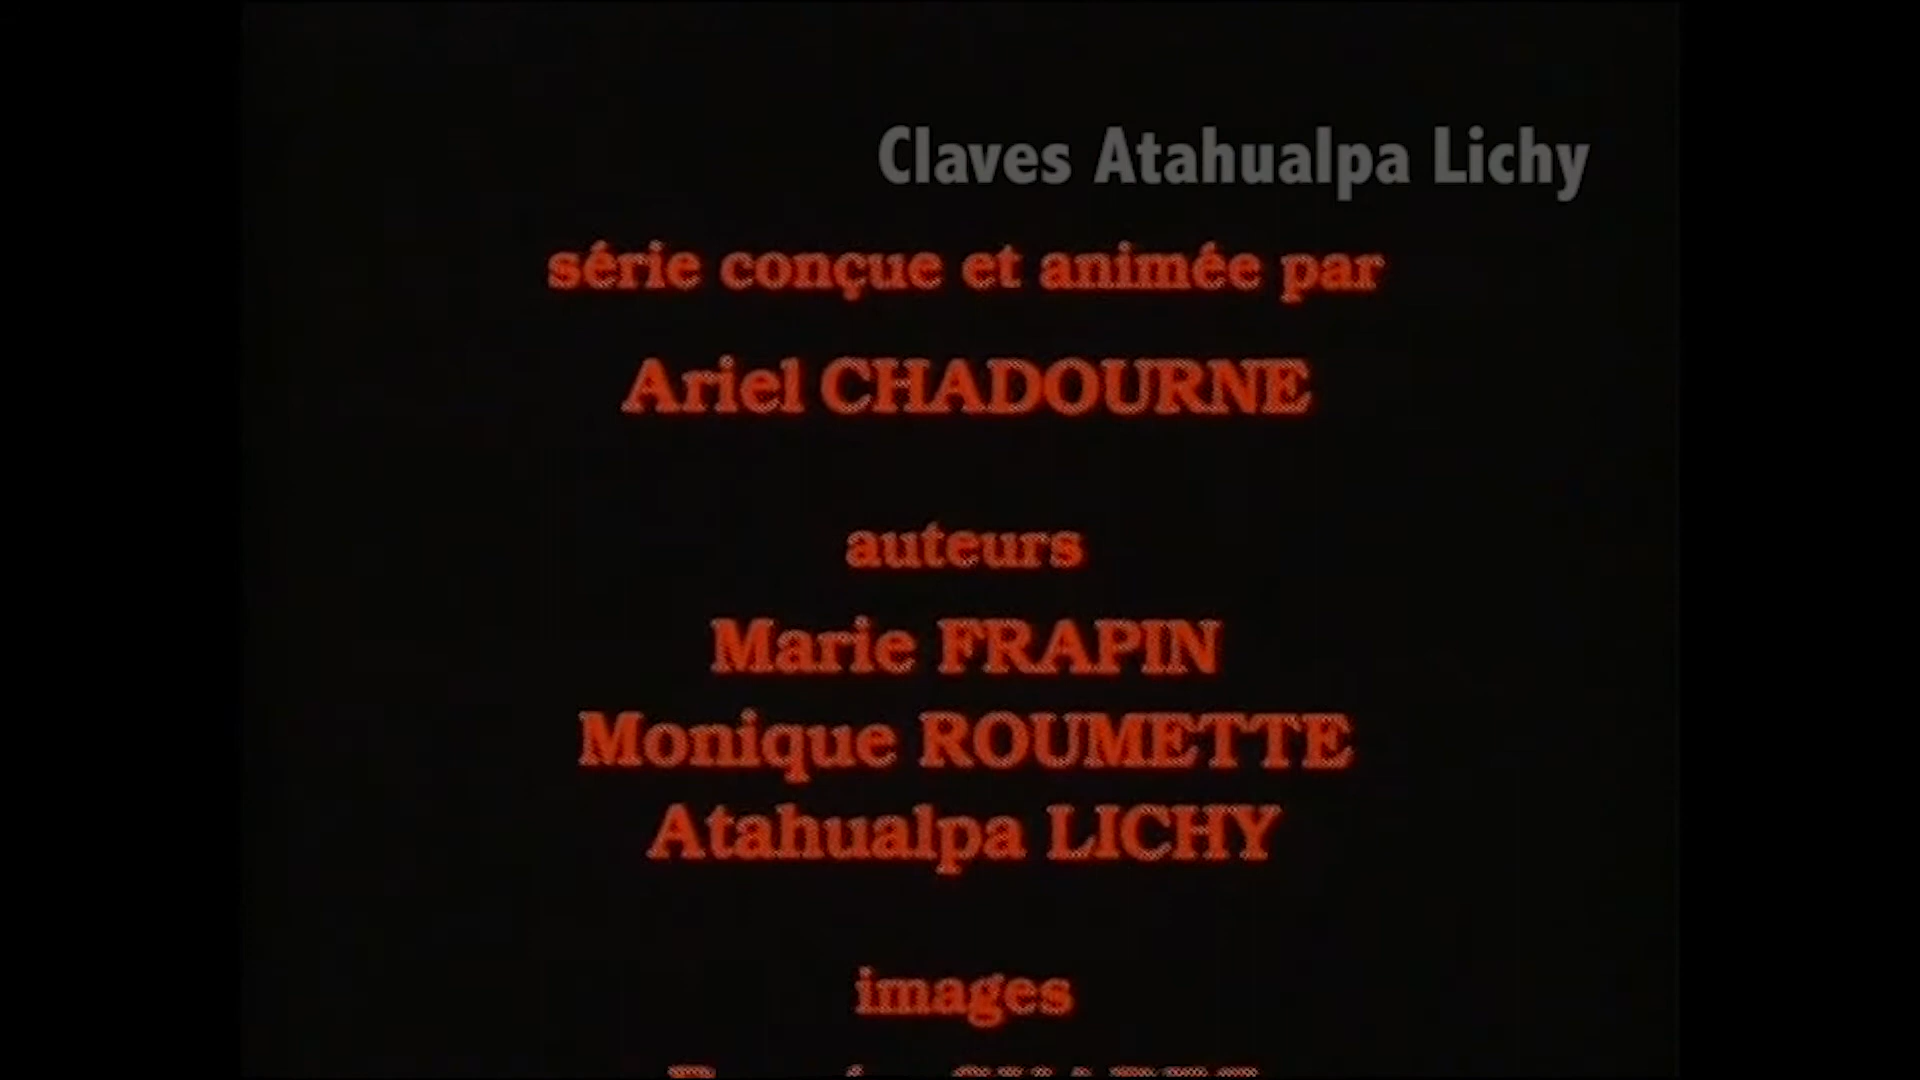 Claves Atahualpa Lichy
série conçue et animée par
Ariel CHADOURNE
auteurs
Marie FRAPIN
Monique ROUMETTE
Atahualpa LICHY
images